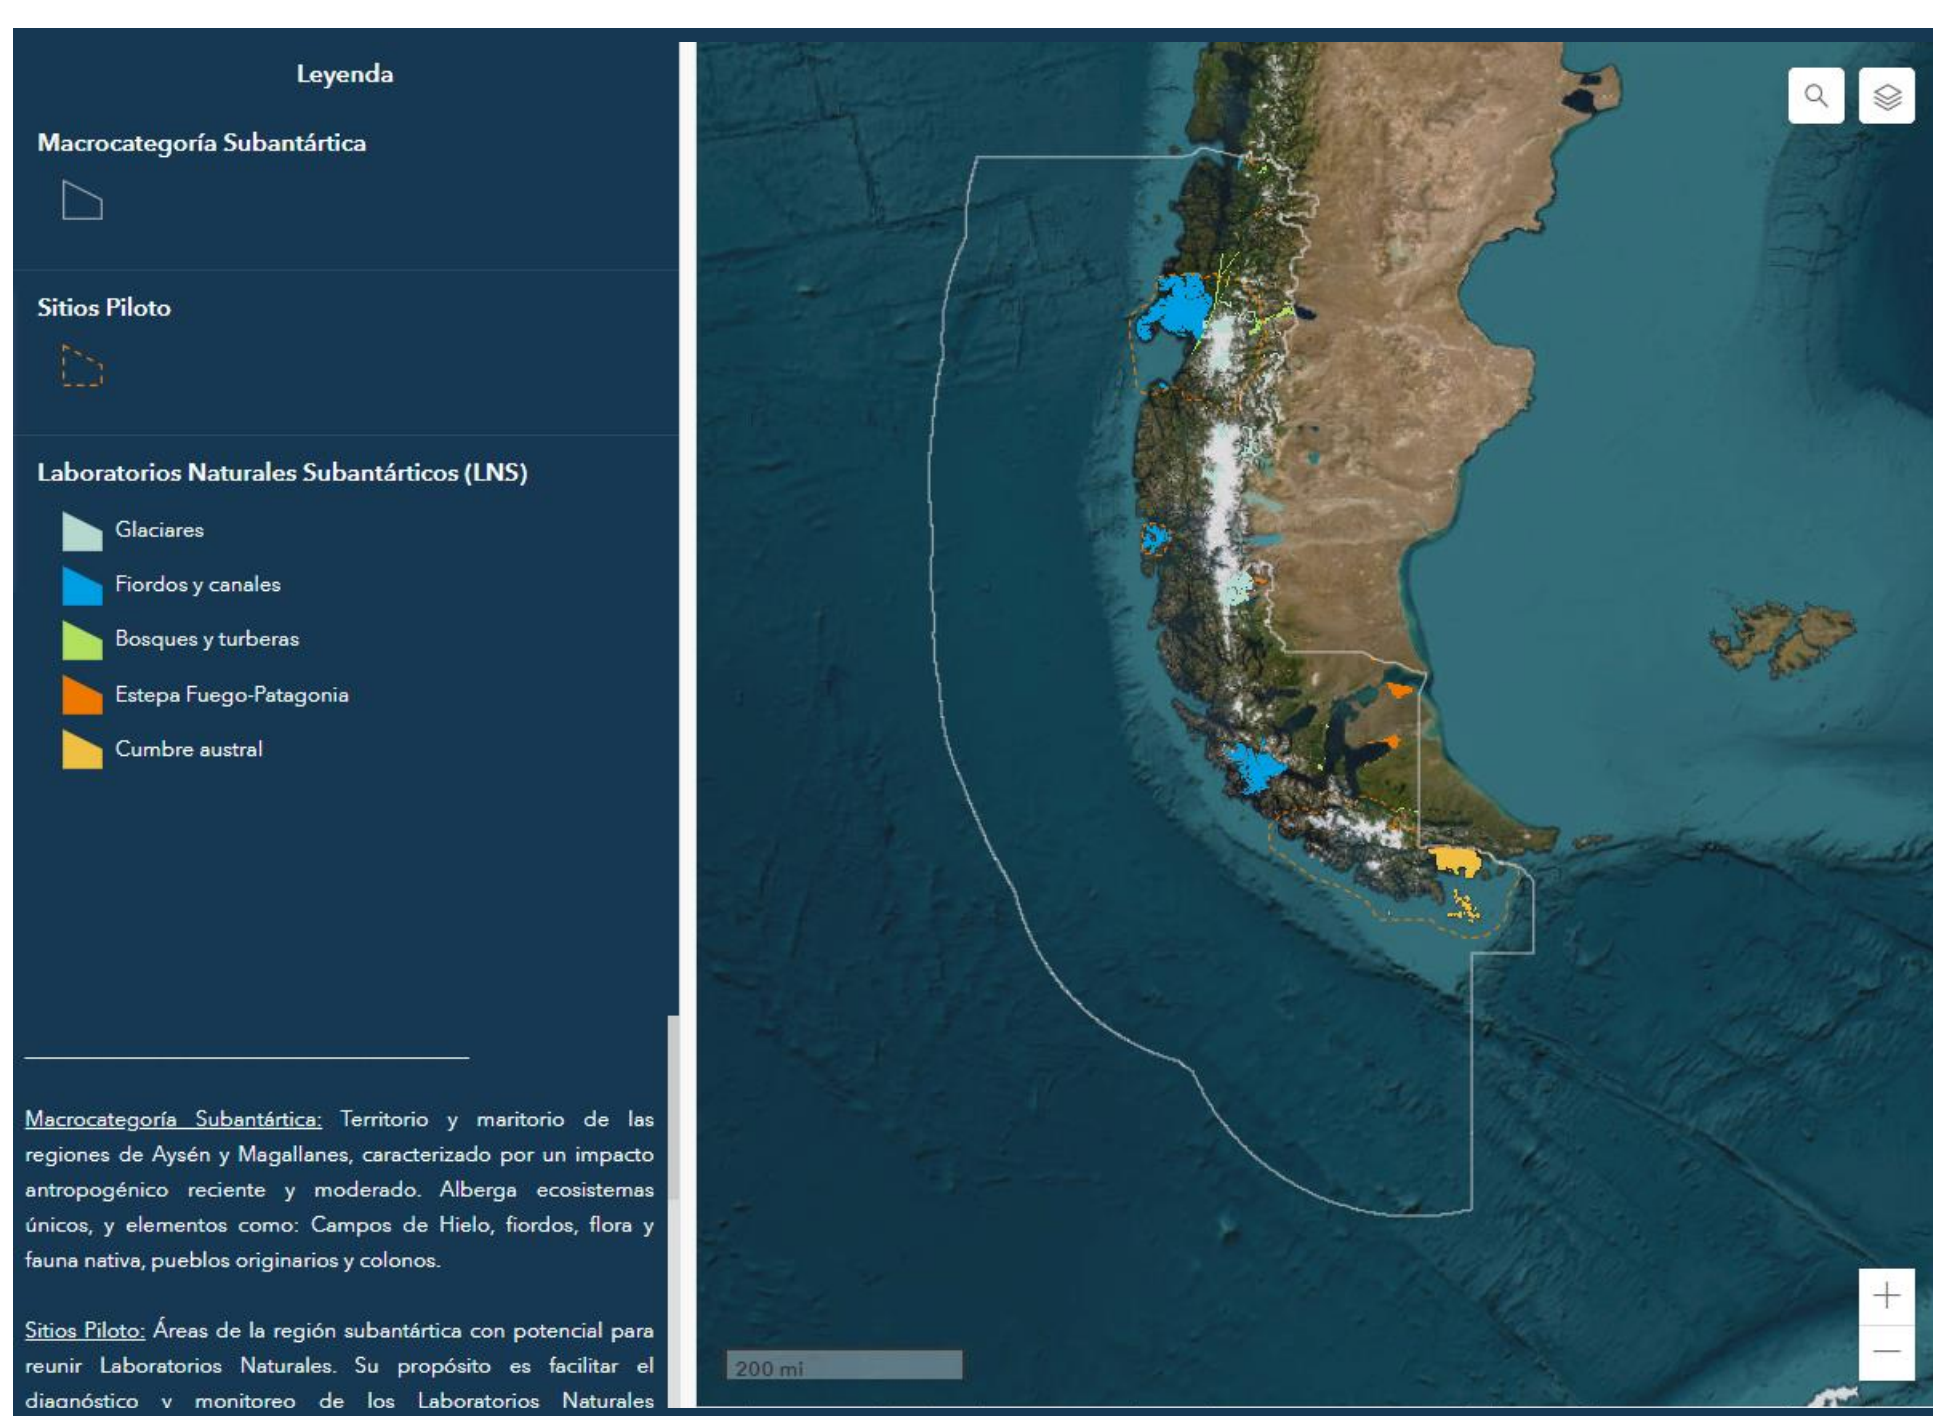 Leyenda
Macrocategoría Subantártica
Sitios Piloto
Laboratorios Naturales Subantárticos (LNS)
Glaciares
Fiordos y canales
Bosques y turberas
Estepa Fuego-Patagonia
Cumbre austral
Macrocategoría Subantártica: Territorio y maritorio de las
regiones de Aysén y Magallanes, caracterizado por un impacto
antropogénico reciente y moderado. Alberga ecosistemas
únicos, y elementos como: Campos de Hielo, fiordos, flora y
fauna nativa, pueblos originarios y colonos.
Sitios Piloto: Áreas de la región subantártica con potencial para
reunir Laboratorios Naturales. Su propósito es facilitar el
diagnóstico y monitoreo de los Laboratorios Naturales
200 mi